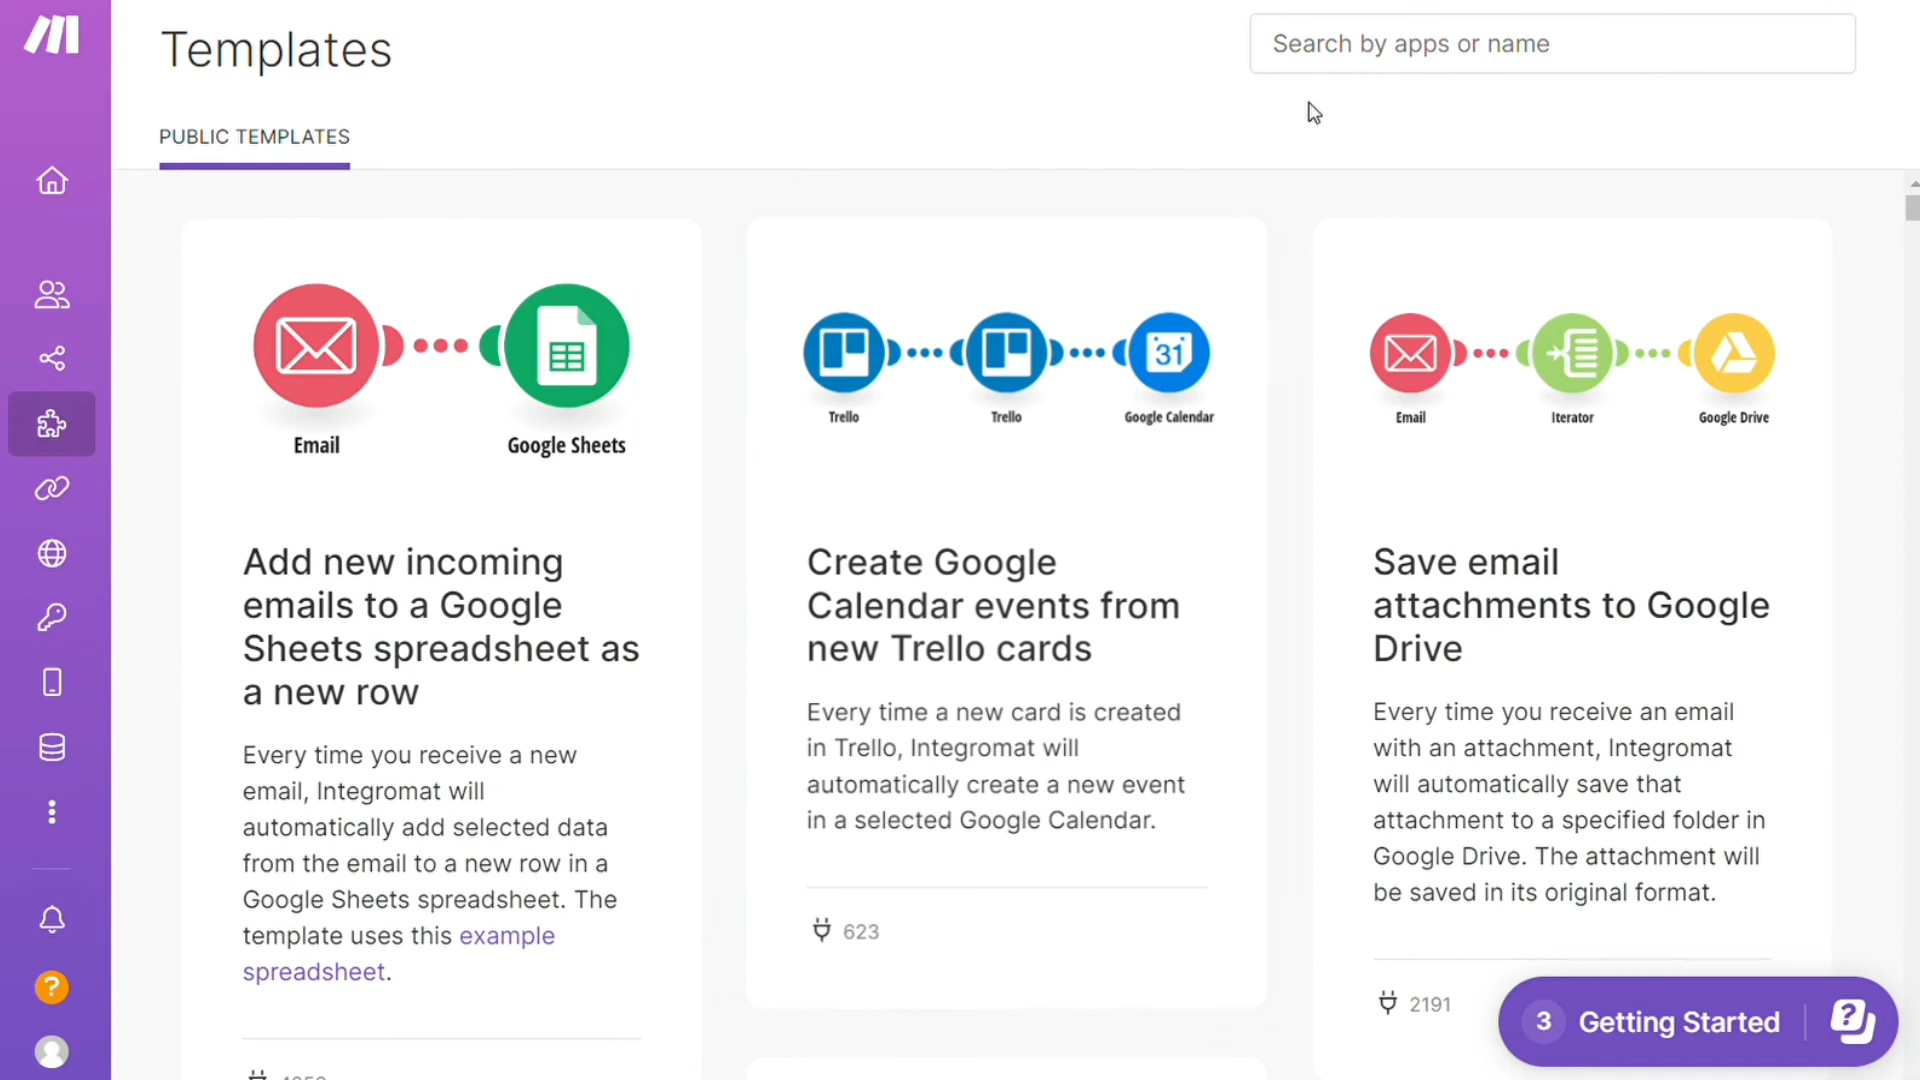 Templates
Search by apps or name
PUBLIC TEMPLATES
Email
Google Sheets
Add new incoming
emails to a Google
Sheets spreadsheet as
a new row
Every time you receive a new
email, Integromat will
automatically add selected data
from the email to a new row in a
Google Sheets spreadsheet. The
template uses this example
spreadsheet.
Trello
Trello
31
Google Calendar
Create Google
Calendar events from
new Trello cards
Every time a new card is created
in Trello, Integromat will
automatically create a new event
in a selected Google Calendar.
623
Email
Iterator
Google Drive
Save email
attachments to Google
Drive
Every time you receive an email
with an attachment, Integromat
will automatically save that
attachment to a specified folder in
Google Drive. The attachment will
be saved in its original format.
2191
?
3 Getting Started ?